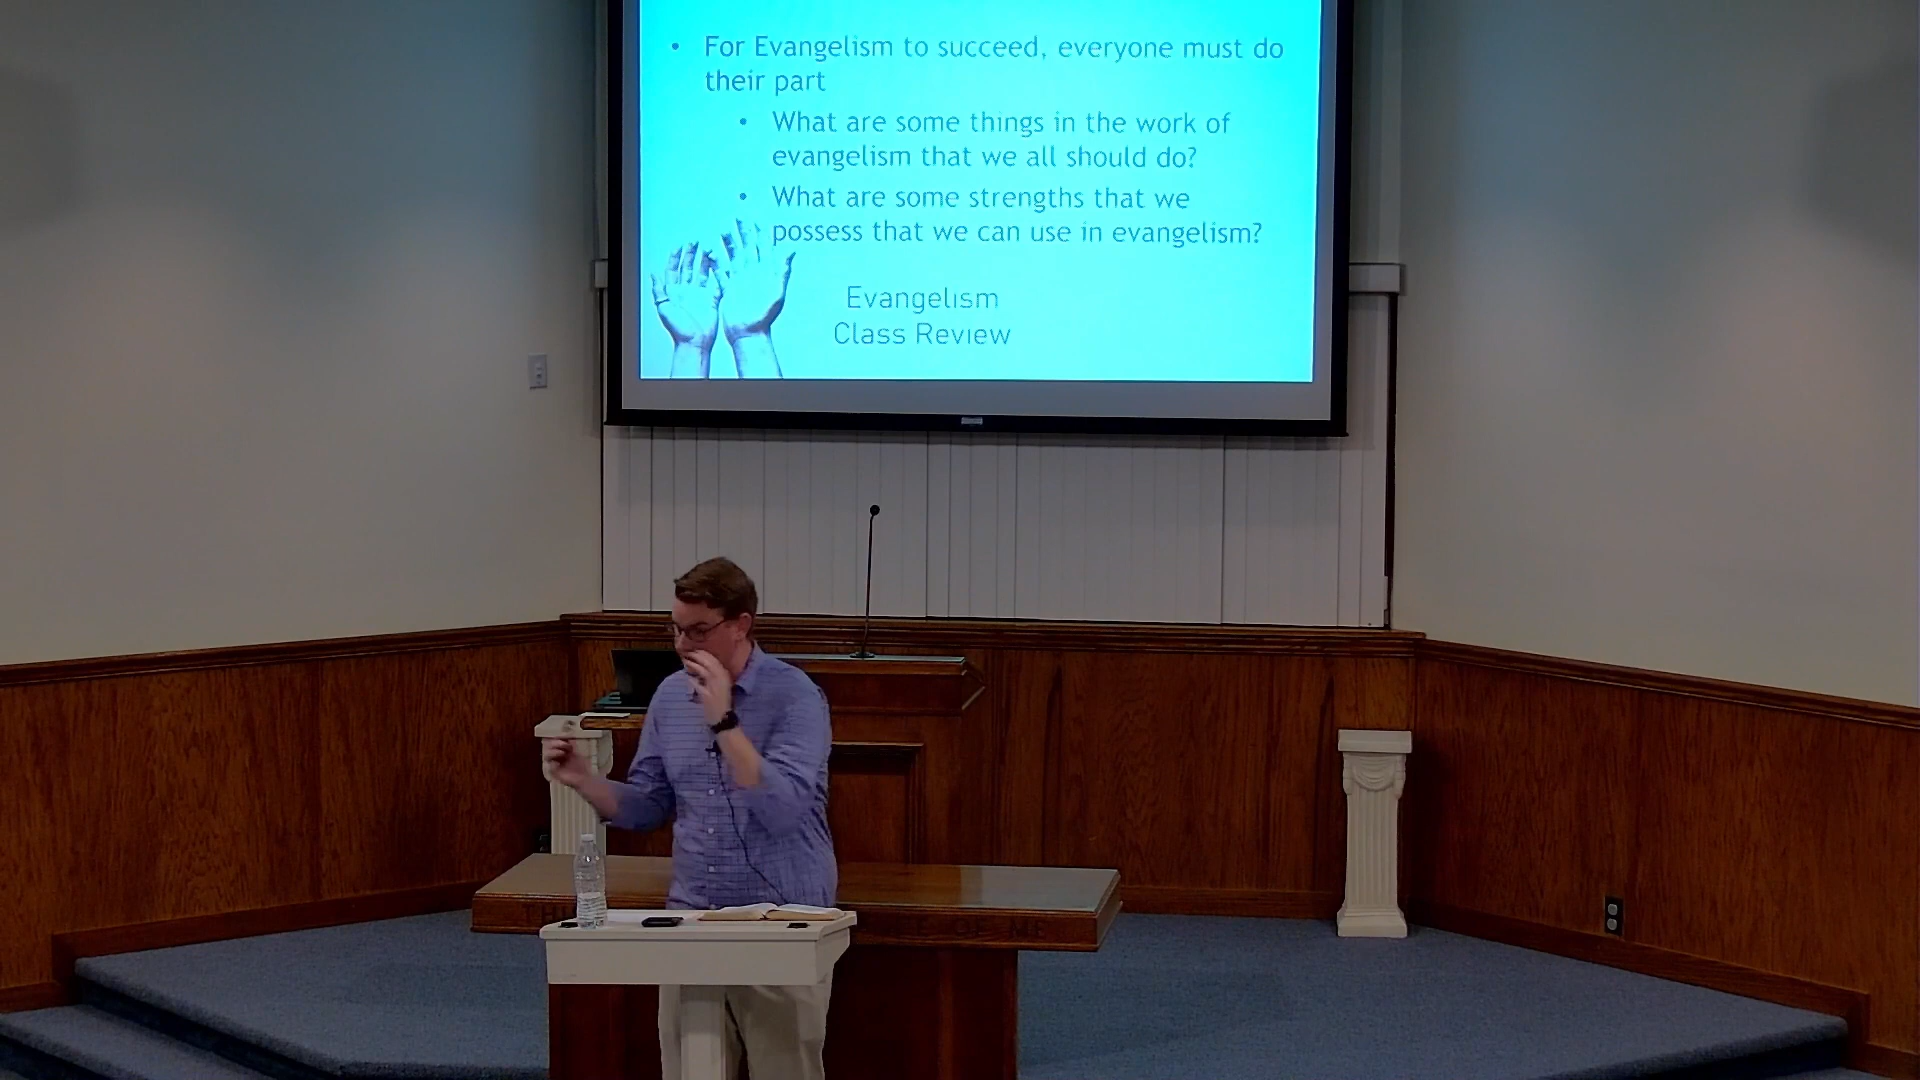 • For Evangelism to succeed, everyone must do
their part
• What are some things in the work of
evangelism that we all should do?
• What are some strengths that we
possess that we can use in evangelism?
Evangelism
Class Review
OF ME